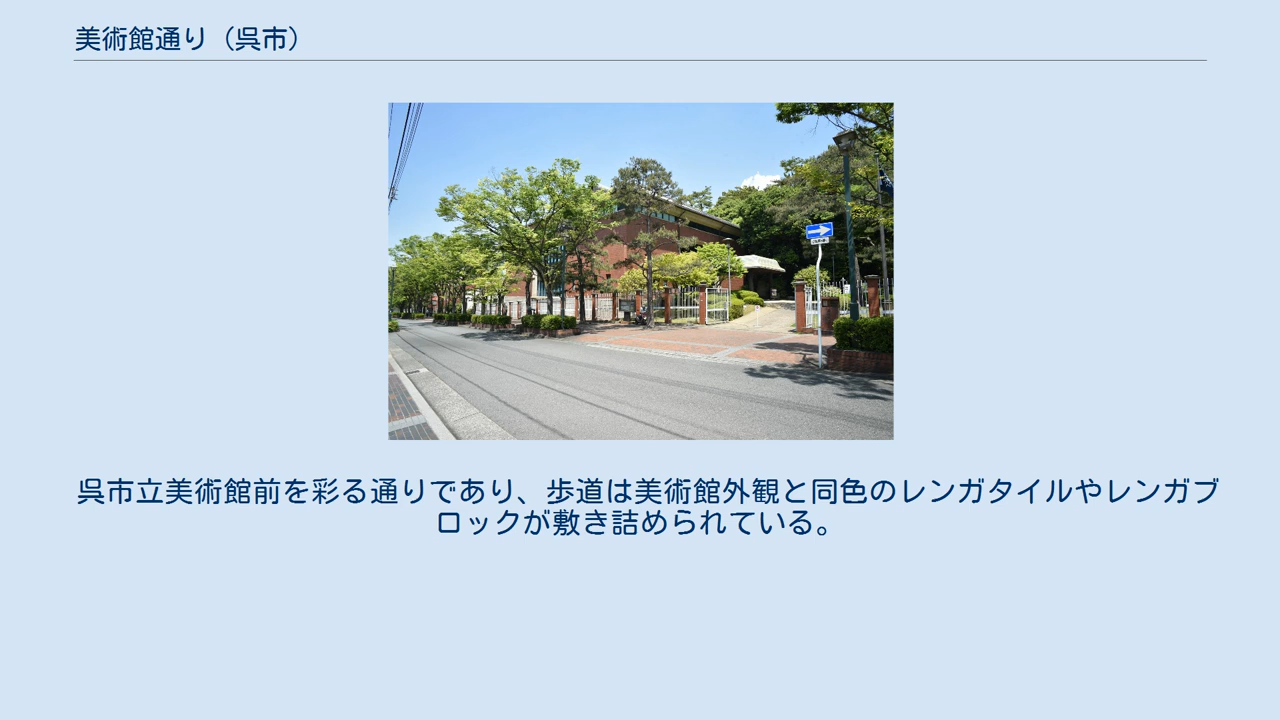 美術館通り（呉市）
呉市立美術館前を彩る通りであり、歩道は美術館外観と同色のレンガタイルやレンガブ
ロックが敷き詰められている。